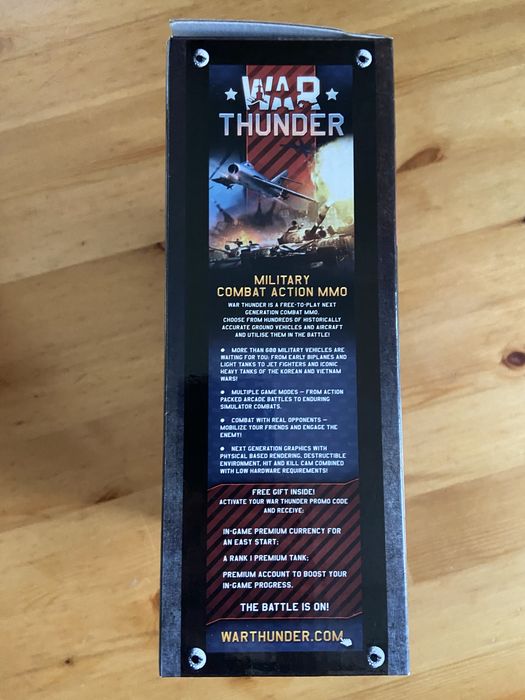 WAR
THUNDER
MILITARY
COMBAT ACTION MMO
WAR THUNDER IS A FREE-TO-PLAY NEXT
GENERATION COMBAT MMO.
CHOOSE FROM HUNDREDS OF HISTORICALLY
ACCURATE GROUND VEHICLES AND AIRCRAFT
AND UTILISE THEM IN THE BATTLE!
● MORE THAN 600 MILITARY VEHICLES ARE
WAITING FOR YOU: FROM EARLY BIPLANES AND
LIGHT TANKS TO JET FIGHTERS AND ICONIC
HEAVY TANKS OF THE KOREAN AND VIETNAM
WARS!
● MULTIPLE GAME MODES – FROM ACTION
PACKED ARCADE BATTLES TO ENDURING
SIMULATOR COMBATS.
● COMBAT WITH REAL OPPONENTS –
MOBILIZE YOUR FRIENDS AND ENGAGE THE
ENEMY!
● NEXT GENERATION GRAPHICS WITH
PHYSICAL BASED RENDERING, DESTRUCTIBLE
ENVIRONMENT, HIT AND KILL CAM COMBINED
WITH LOW HARDWARE REQUIREMENTS!
FREE GIFT INSIDE!
ACTIVATE YOUR WAR THUNDER PROMO CODE
AND RECEIVE:
IN-GAME PREMIUM CURRENCY FOR
AN EASY START;
A RANK I PREMIUM TANK;
PREMIUM ACCOUNT TO BOOST YOUR
IN-GAME PROGRESS.
THE BATTLE IS ON!
WARTHUNDER.COM